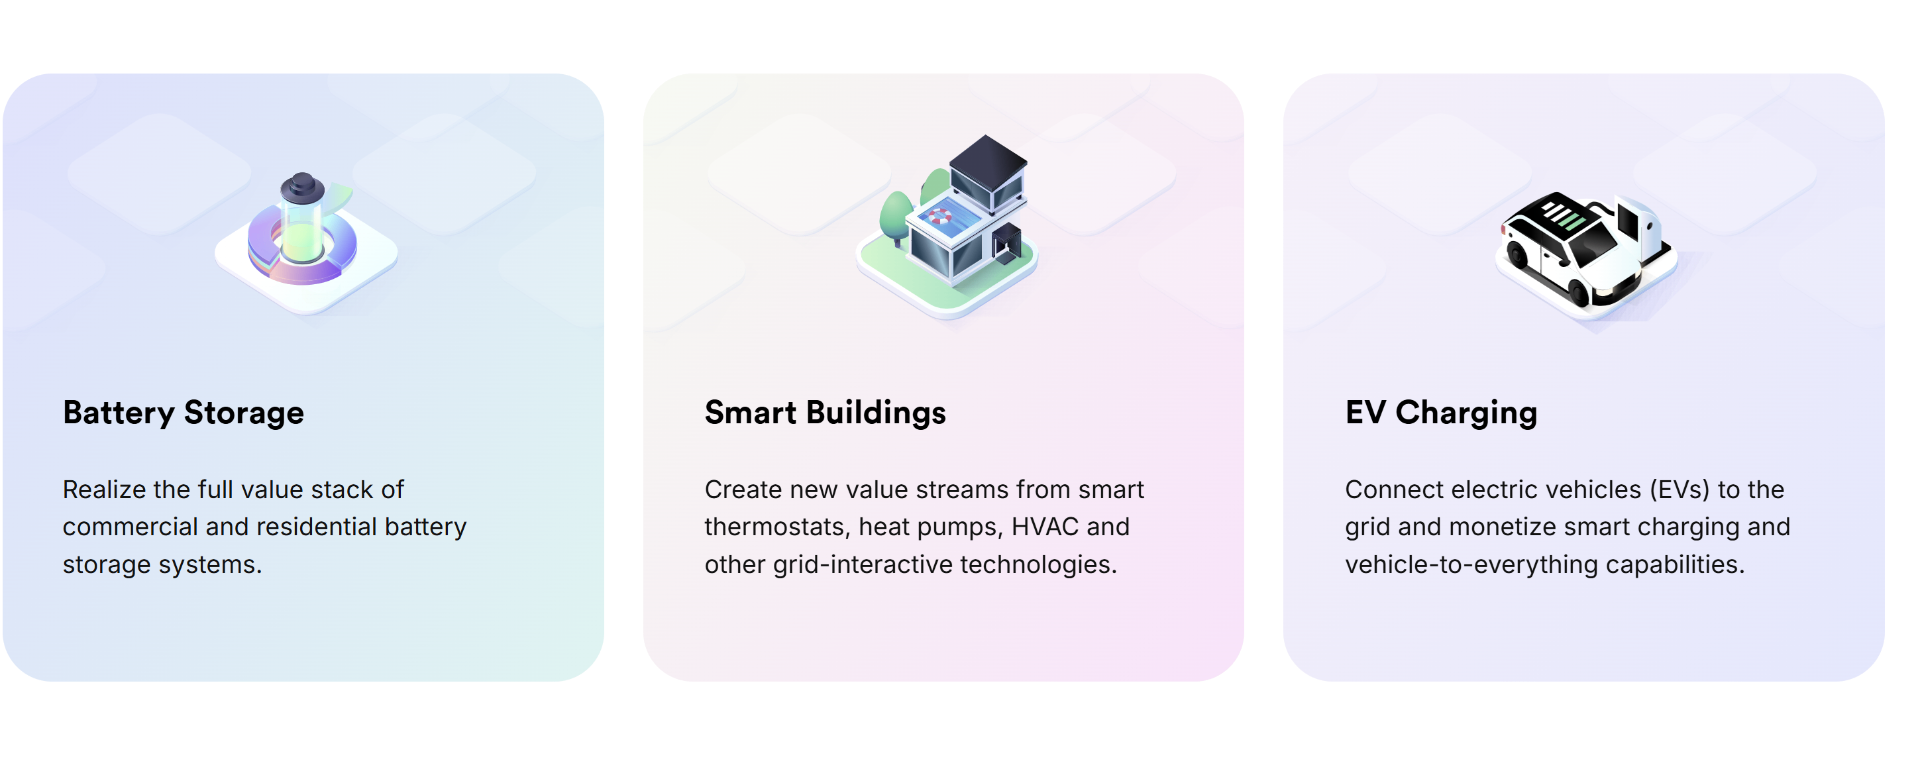 Battery Storage
Realize the full value stack of
commercial and residential battery
storage systems.
Smart Buildings
Create new value streams from smart
thermostats, heat pumps, HVAC and
other grid-interactive technologies.
EV Charging
Connect electric vehicles (EVs) to the
grid and monetize smart charging and
vehicle-to-everything capabilities.